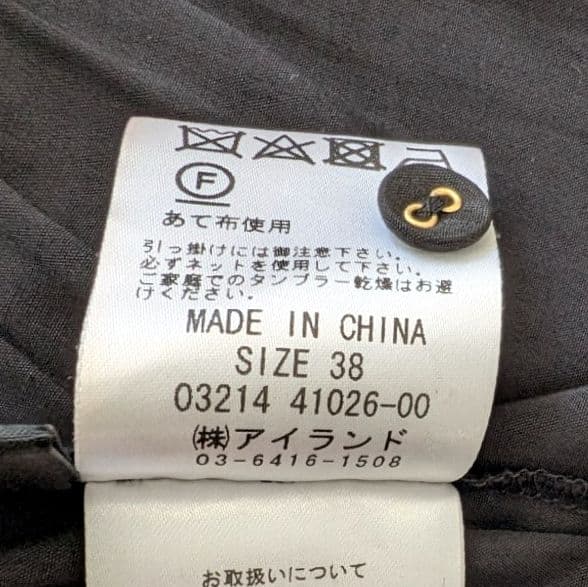 F
あて布使用
引っ掛けには御注意下さい。
必ずネットを使用して下さい。
ご家庭でのタンブラー乾燥はお避
けください。
MADE IN CHINA
SIZE 38
03214 41026-00
(株)アイランド
03-6416-1508
お取扱いについて